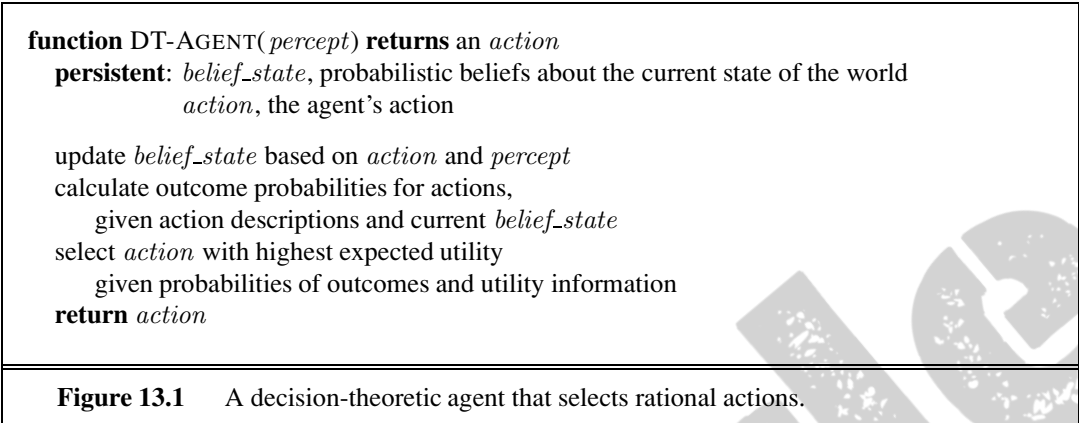 function DT-AGENT(percept) returns an action
persistent: belief_state, probabilistic beliefs about the current state of the world
action, the agent's action
update belief_state based on action and percept
calculate outcome probabilities for actions,
given action descriptions and current belief_state
select action with highest expected utility
given probabilities of outcomes and utility information
return action
Figure 13.1 A decision-theoretic agent that selects rational actions.